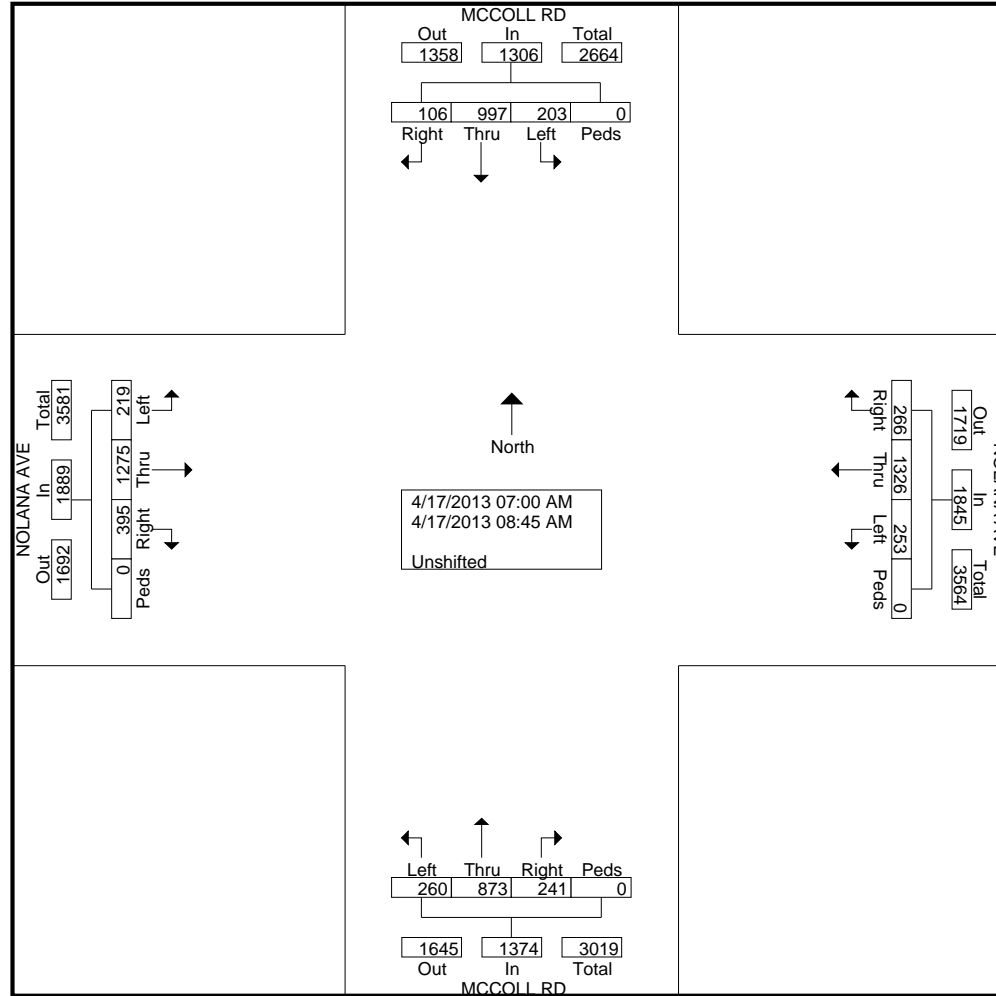 MCCOLL RD
Out In Total
1358 1306 2664
106 997 203 0
Right Thru Left Peds
NOLANA AVE
Total In Out
3581 1889 1692
219 1275 395 0
Left Thru Right Peds
North
4/17/2013 07:00 AM
4/17/2013 08:45 AM
Unshifted
Right Thru Left Peds
266 1326 253 0
Out In Total
1719 1845 3564
Left Thru Right Peds
260 873 241 0
1645 1374 3019
Out In Total
MCCOLL RD